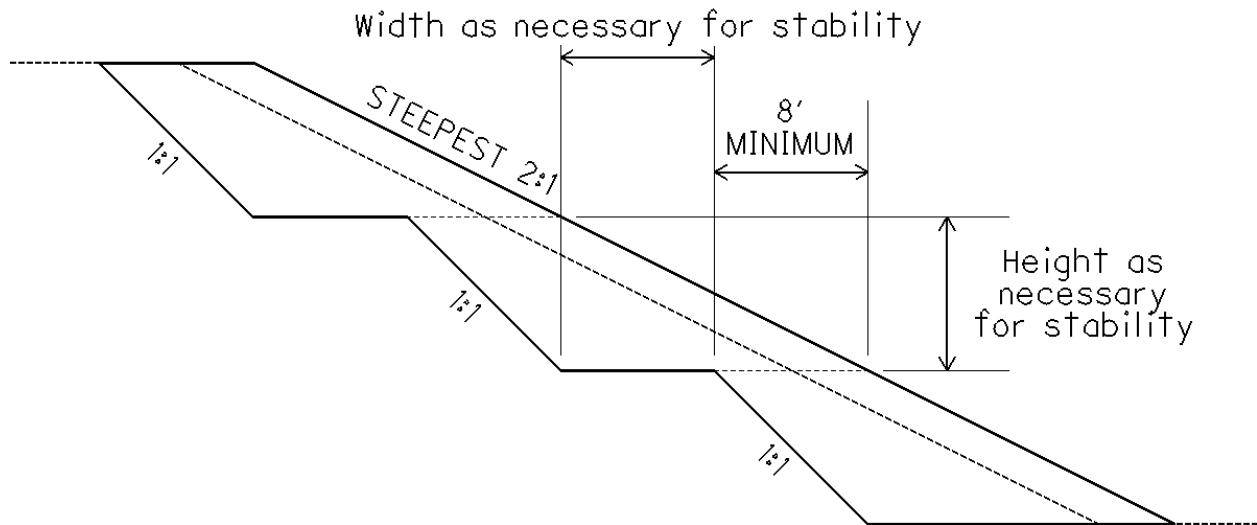 Width as necessary for stability
STEEPEST 2:1
8'
MINIMUM
1:1
Height as
necessary
for stability
1:1
1:1